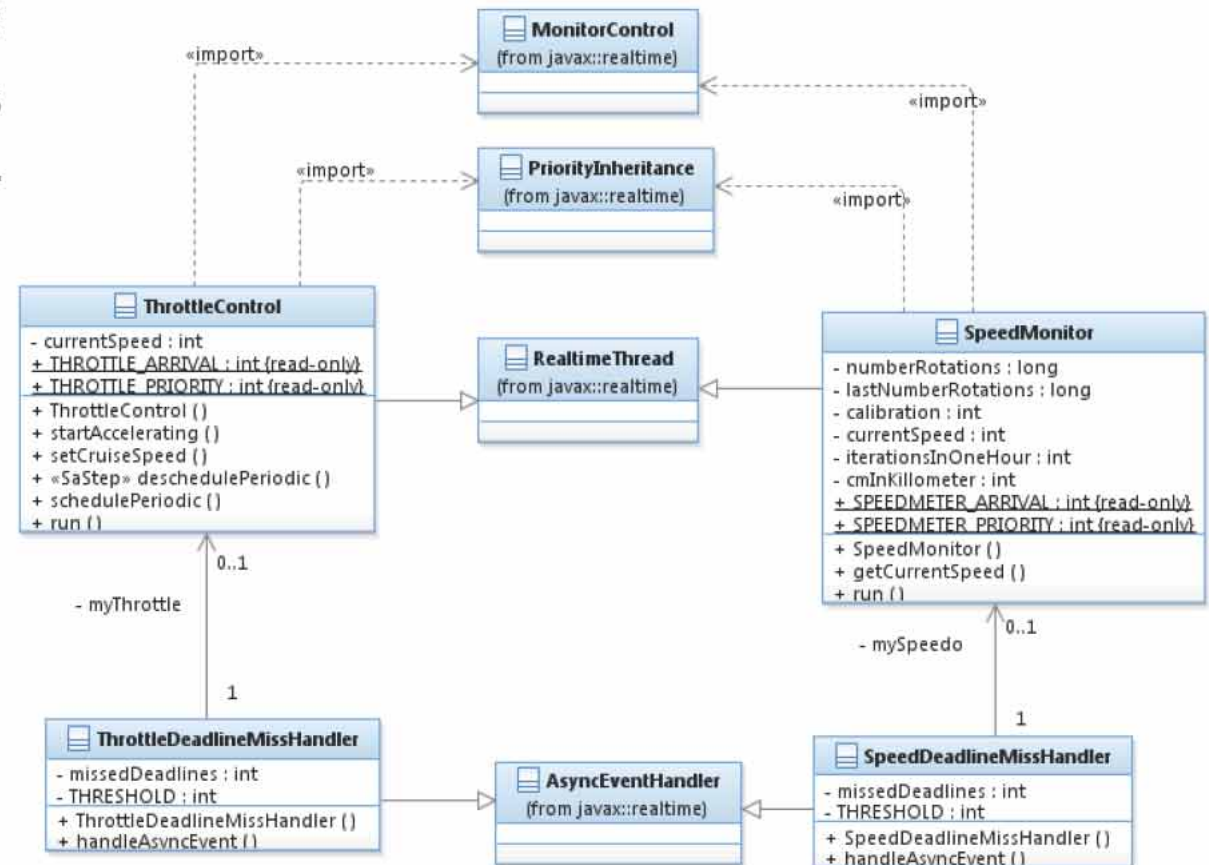 MonitorControl
(from javax::realtime)
«import»
«import»
PriorityInheritance
(from javax::realtime)
«import»
«import»
ThrottleControl
- currentSpeed : int
+ THROTTLE_ARRIVAL : int {read-only}
+ THROTTLE_PRIORITY : int {read-only}
+ ThrottleControl ()
+ startAccelerating ()
+ setCruiseSpeed ()
+ «SaStep» deschedulePeriodic ()
+ schedulePeriodic ()
+ run ()
RealtimeThread
(from javax::realtime)
SpeedMonitor
- numberRotations : long
- lastNumberRotations : long
- calibration : int
- currentSpeed : int
- iterationsInOneHour : int
- cmInKillometer : int
+ SPEEDMETER_ARRIVAL : int {read-only}
+ SPEEDMETER_PRIORITY : int {read-only}
+ SpeedMonitor ()
+ getCurrentSpeed ()
+ run ()
0..1
- myThrottle
1
0..1
- mySpeedo
1
ThrottleDeadlineMissHandler
- missedDeadlines : int
- THRESHOLD : int
+ ThrottleDeadlineMissHandler ()
+ handleAsyncEvent ()
AsyncEventHandler
(from javax::realtime)
SpeedDeadlineMissHandler
- missedDeadlines : int
- THRESHOLD : int
+ SpeedDeadlineMissHandler ()
+ handleAsyncEvent ()